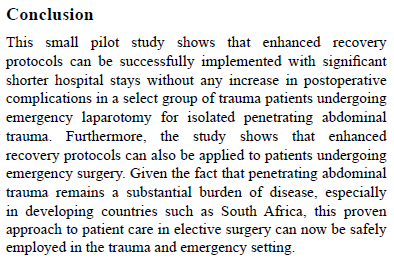 Conclusion
This small pilot study shows that enhanced recovery
protocols can be successfully implemented with significant
shorter hospital stays without any increase in postoperative
complications in a select group of trauma patients undergoing
emergency laparotomy for isolated penetrating abdominal
trauma. Furthermore, the study shows that enhanced
recovery protocols can also be applied to patients undergoing
emergency surgery. Given the fact that penetrating abdominal
trauma remains a substantial burden of disease, especially
in developing countries such as South Africa, this proven
approach to patient care in elective surgery can now be safely
employed in the trauma and emergency setting.